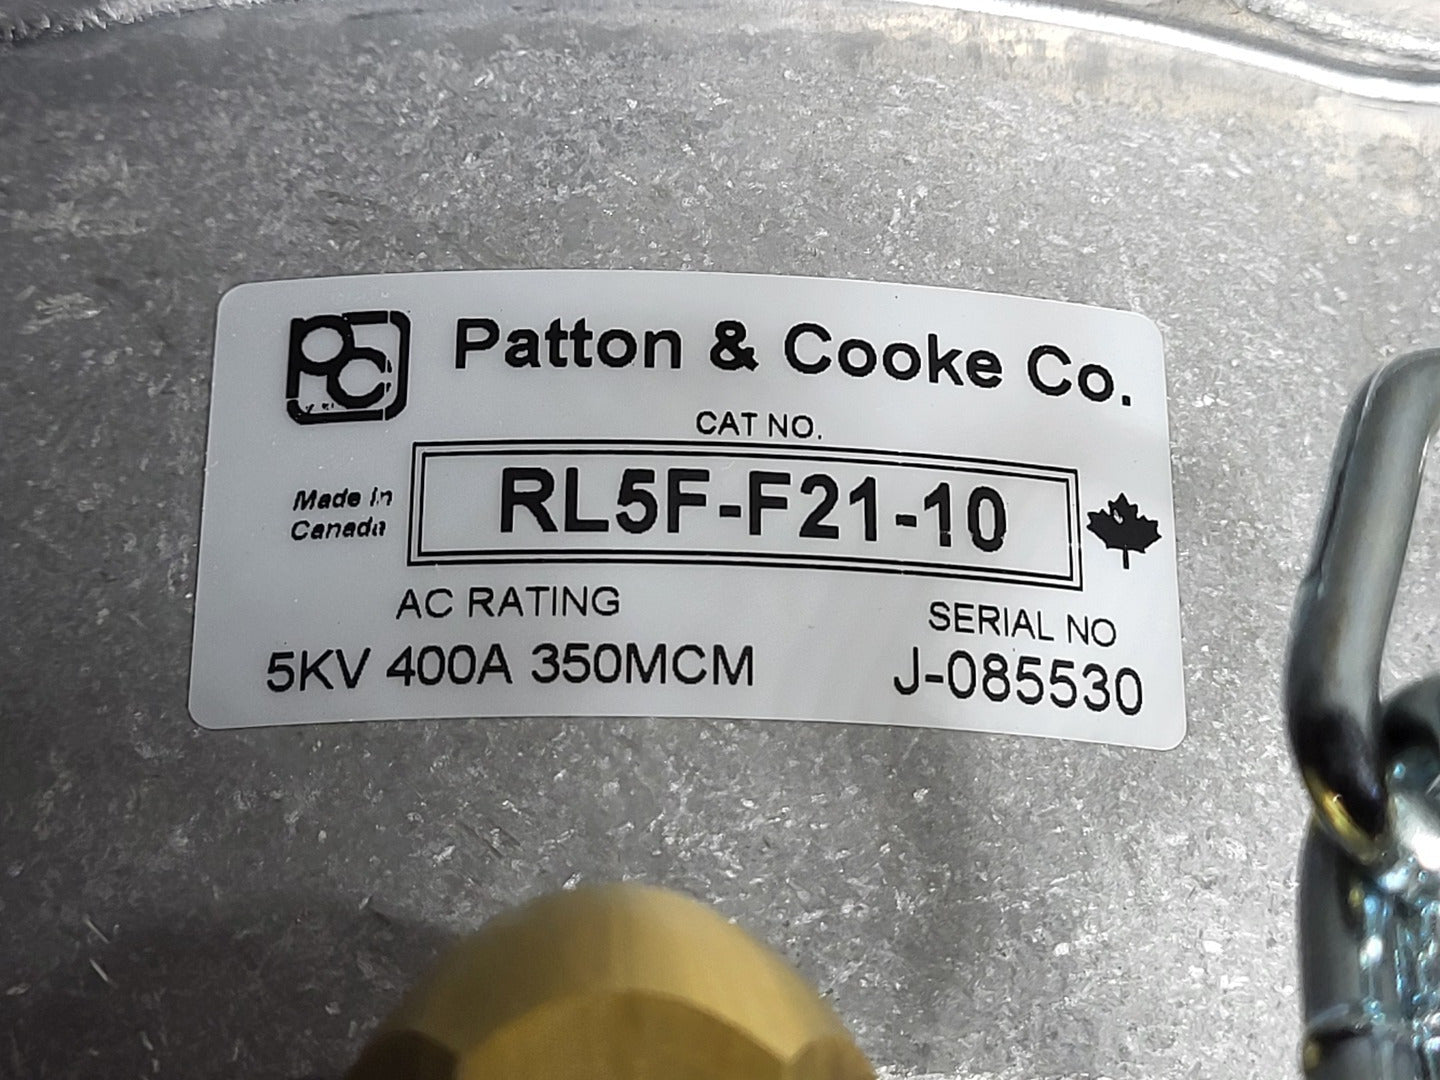 PC
Patton & Cooke Co.
CAT NO.
Made in
Canada
RL5F-F21-10
AC RATING
5KV 400A 350MCM
SERIAL NO
J-085530